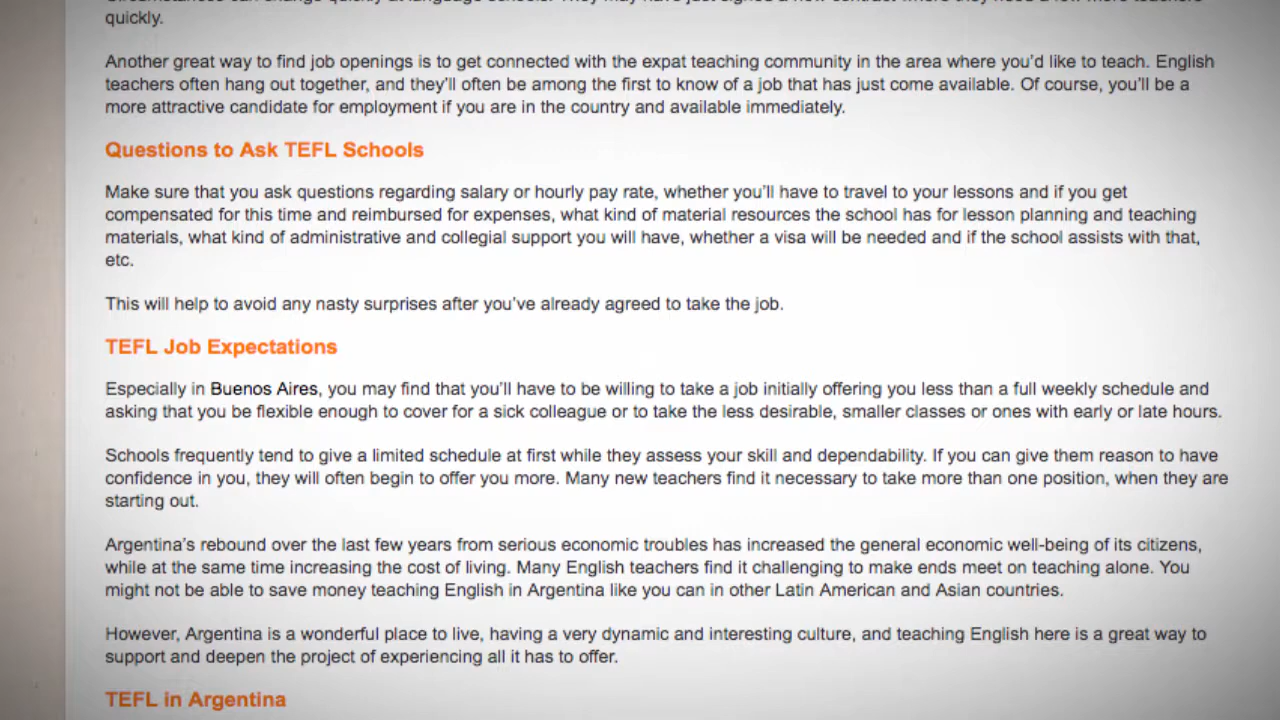 quickly.
Another great way to find job openings is to get connected with the expat teaching community in the area where you'd like to teach. English
teachers often hang out together, and they'll often be among the first to know of a job that has just come available. Of course, you'll be a
more attractive candidate for employment if you are in the country and available immediately.
Questions to Ask TEFL Schools
Make sure that you ask questions regarding salary or hourly pay rate, whether you'll have to travel to your lessons and if you get
compensated for this time and reimbursed for expenses, what kind of material resources the school has for lesson planning and teaching
materials, what kind of administrative and collegial support you will have, whether a visa will be needed and if the school assists with that,
etc.
This will help to avoid any nasty surprises after you've already agreed to take the job.
TEFL Job Expectations
Especially in Buenos Aires, you may find that you'll have to be willing to take a job initially offering you less than a full weekly schedule and
asking that you be flexible enough to cover for a sick colleague or to take the less desirable, smaller classes or ones with early or late hours.
Schools frequently tend to give a limited schedule at first while they assess your skill and dependability. If you can give them reason to have
confidence in you, they will often begin to offer you more. Many new teachers find it necessary to take more than one position, when they are
starting out.
Argentina's rebound over the last few years from serious economic troubles has increased the general economic well-being of its citizens,
while at the same time increasing the cost of living. Many English teachers find it challenging to make ends meet on teaching alone. You
might not be able to save money teaching English in Argentina like you can in other Latin American and Asian countries.
However, Argentina is a wonderful place to live, having a very dynamic and interesting culture, and teaching English here is a great way to
support and deepen the project of experiencing all it has to offer.
TEFL in Argentina